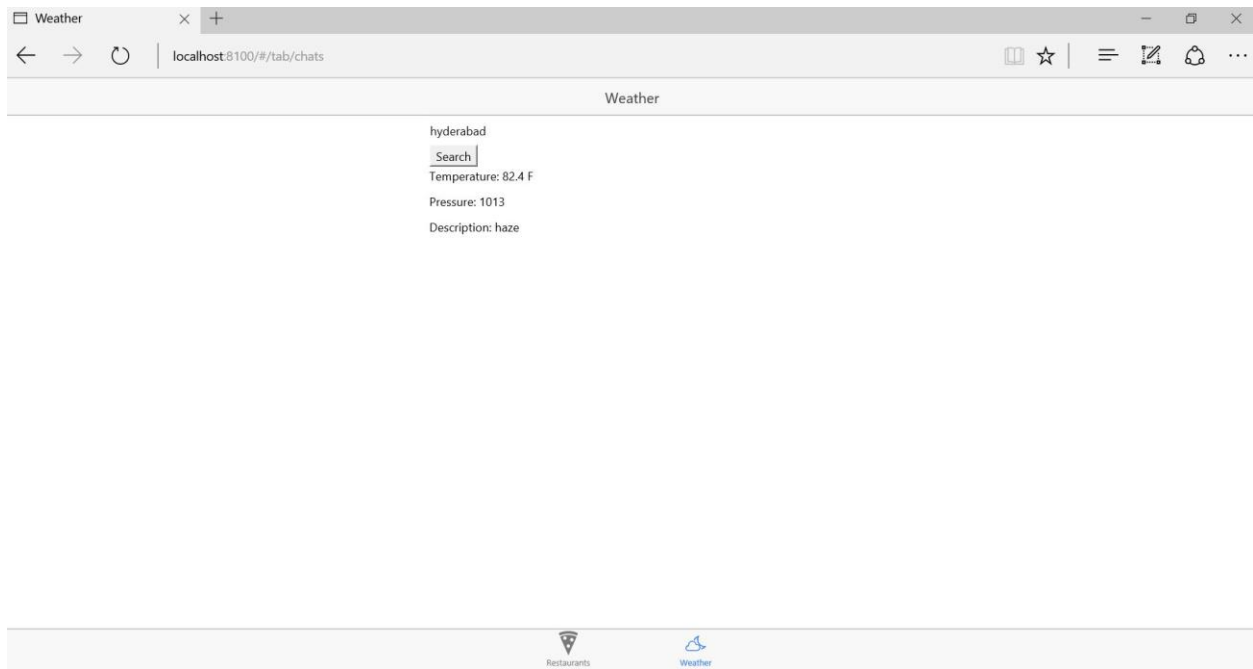 Weather
localhost:8100/#/tab/chats
Weather
hyderabad
Search
Temperature: 82.4 F
Pressure: 1013
Description: haze
Restaurants Weather